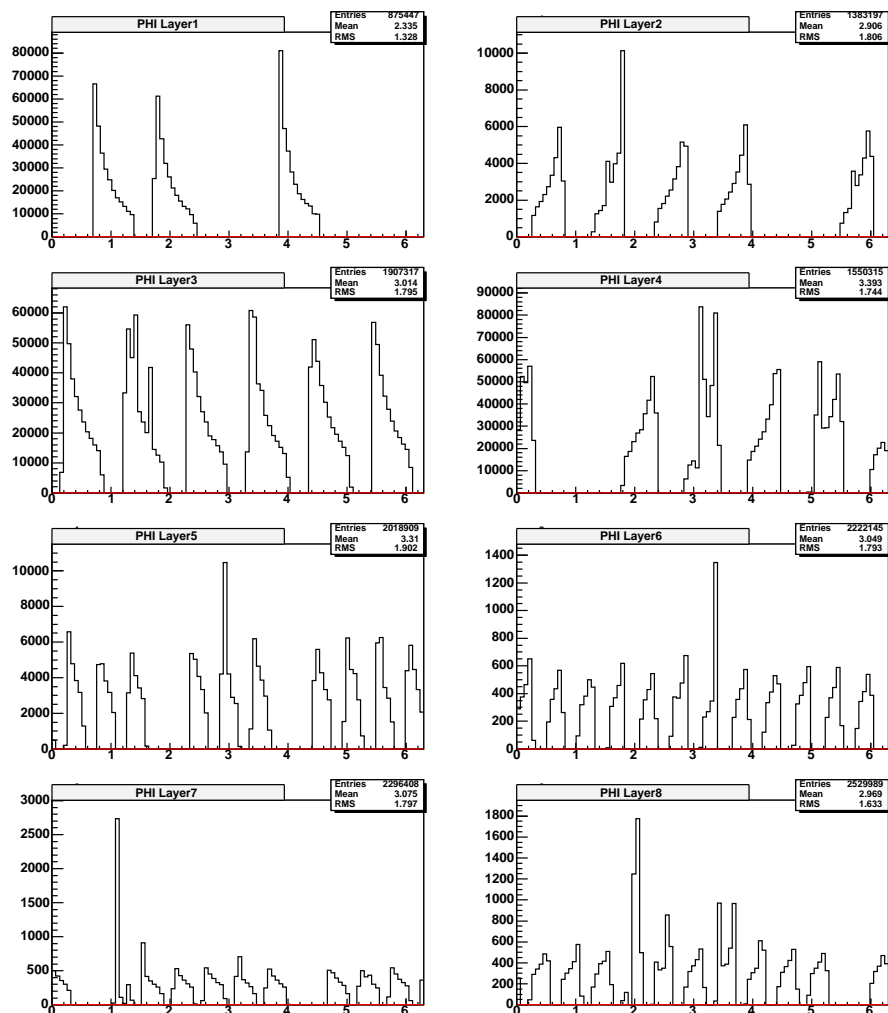 PHI Layer1
Entries 875447
Mean 2.335
RMS 1.328
80000
70000
60000
50000
40000
30000
20000
10000
0
0 1 2 3 4 5 6
PHI Layer2
Entries 1383197
Mean 2.906
RMS 1.806
10000
8000
6000
4000
2000
0
0 1 2 3 4 5 6
PHI Layer3
Entries 1907317
Mean 3.014
RMS 1.795
60000
50000
40000
30000
20000
10000
0
0 1 2 3 4 5 6
PHI Layer4
Entries 1550315
Mean 3.393
RMS 1.744
90000
80000
70000
60000
50000
40000
30000
20000
10000
0
0 1 2 3 4 5 6
PHI Layer5
Entries 2018909
Mean 3.31
RMS 1.902
10000
8000
6000
4000
2000
0
0 1 2 3 4 5 6
PHI Layer6
Entries 2222145
Mean 3.049
RMS 1.793
1400
1200
1000
800
600
400
200
0
0 1 2 3 4 5 6
PHI Layer7
Entries 2296408
Mean 3.075
RMS 1.797
3000
2500
2000
1500
1000
500
0
0 1 2 3 4 5 6
PHI Layer8
Entries 2529989
Mean 2.969
RMS 1.633
1800
1600
1400
1200
1000
800
600
400
200
0
0 1 2 3 4 5 6